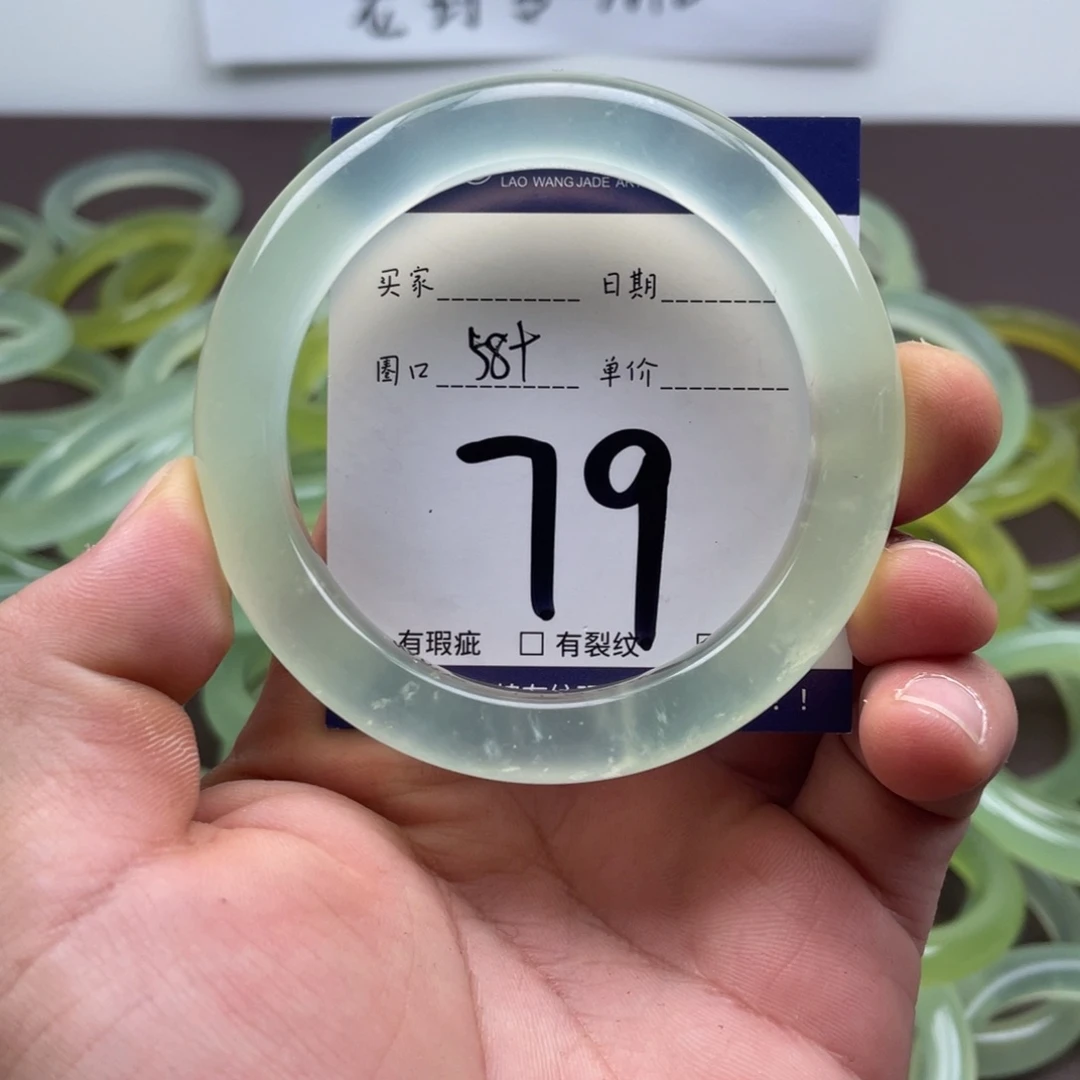 LAO WANG JADE AR
买家 日期
圈口 58+ 单价
79
有瑕疵 □ 有裂纹
！